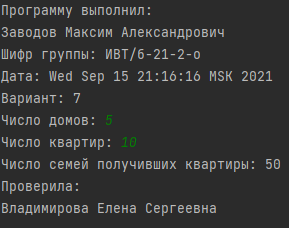 Программу выполнил:
Заводов Максим Александрович
Шифр группы: ИВТ/б-21-2-о
Дата: Wed Sep 15 21:16:16 MSK 2021
Вариант: 7
Число домов: 5
Число квартир: 10
Число семей получивших квартиры: 50
Проверила:
Владимирова Елена Сергеевна